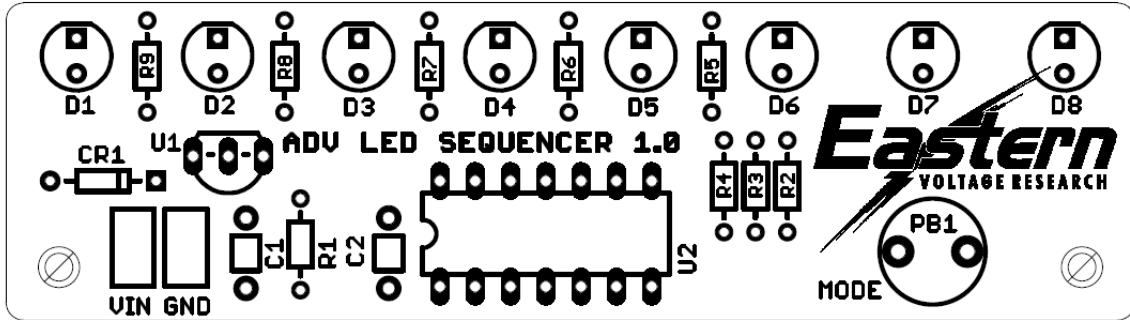 R9 R8 R7 R6 R5
D1 D2 D3 D4 D5 D6 D7 D8
U1 ADV LED SEQUENCER 1.0
Eastern
VOLTAGE RESEARCH
CR1
R4 R3 R2
PB1
C1 R1 C2 U2
MODE
VIN GND